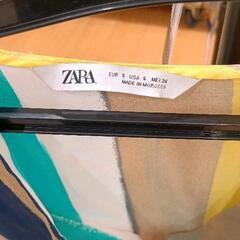 ZARA
EUR S USA S MEX 26
MADE IN MOROCCO